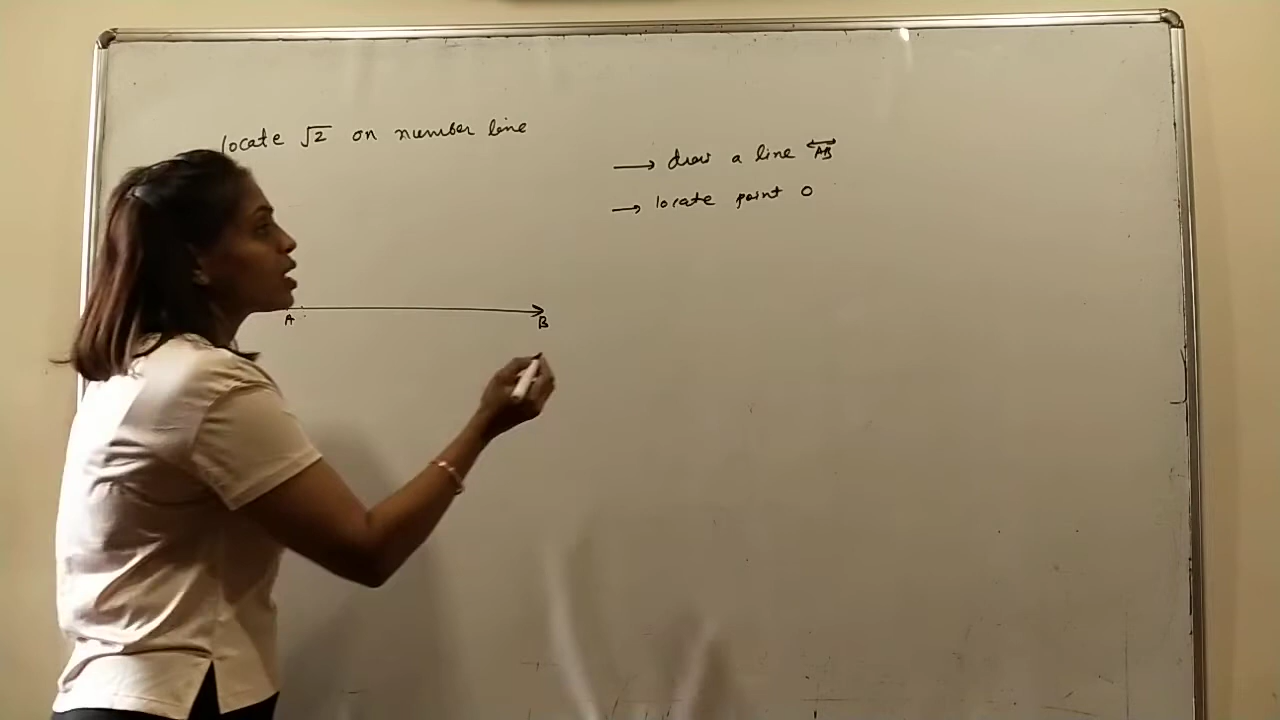 locate √2 on number line
→ draw a line AB
→ locate point O
A B